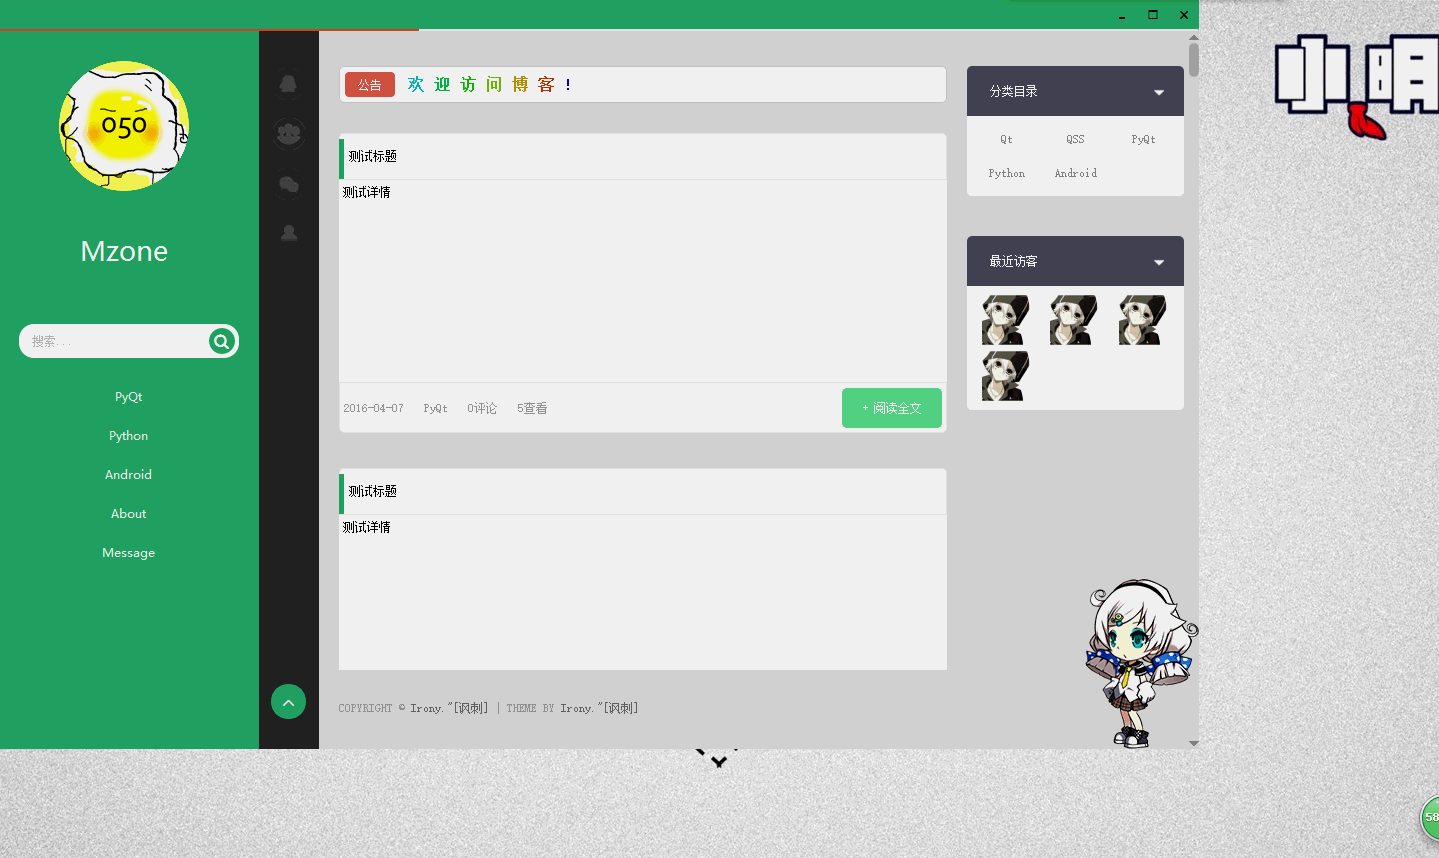 小明
公告 欢迎访问博客!
分类目录
Qt QSS PyQt
Python Android
测试标题
测试详情
050
Mzone
搜索...
PyQt
Python
Android
About
Message
最近访客
2016-04-07 PyQt 0评论 5查看
+ 阅读全文
测试标题
测试详情
COPYRIGHT © Irony."[讽刺] | THEME BY Irony."[讽刺]
58